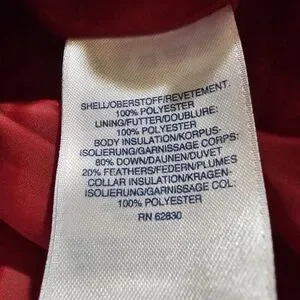 SHELL/OBERSTOFF/REVETEMENT:
100% POLYESTER
LINING/FUTTER/DOUBLURE:
100% POLYESTER
BODY INSULATION/KORPUS-
ISOLIERUNG/GARNISSAGE CORPS:
80% DOWN/DAUNEN/DUVET
20% FEATHERS/FEDERN/PLUMES
COLLAR INSULATION/KRAGEN-
ISOLIERUNG/GARNISSAGE COL:
100% POLYESTER
RN 62830